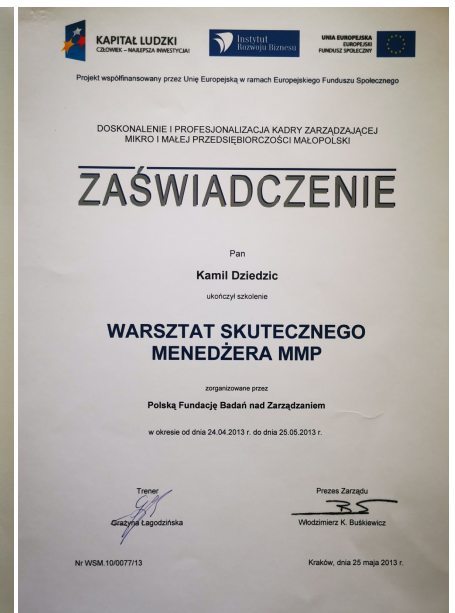 KAPITAŁ LUDZKI
CZŁOWIEK – NAJLEPSZA INWESTYCJA!
Instytut
Rozwoju Biznesu
UNIA EUROPEJSKA
EUROPEJSKI
FUNDUSZ SPOŁECZNY
Projekt współfinansowany przez Unię Europejską w ramach Europejskiego Funduszu Społecznego
DOSKONALENIE I PROFESJONALIZACJA KADRY ZARZĄDZAJĄCEJ
MIKRO I MAŁEJ PRZEDSIĘBIORCZOŚCI MAŁOPOLSKI
ZAŚWIADCZENIE
Pan
Kamil Dziedzic
ukończył szkolenie
WARSZTAT SKUTECZNEGO
MENEDŻERA MMP
zorganizowane przez
Polską Fundację Badań nad Zarządzaniem
w okresie od dnia 24.04.2013 r. do dnia 25.05.2013 r.
Trener
Grażyna Łagodzińska
Prezes Zarządu
Włodzimierz K. Buśkiewicz
Nr WSM.10/0077/13
Kraków, dnia 25 maja 2013 r.